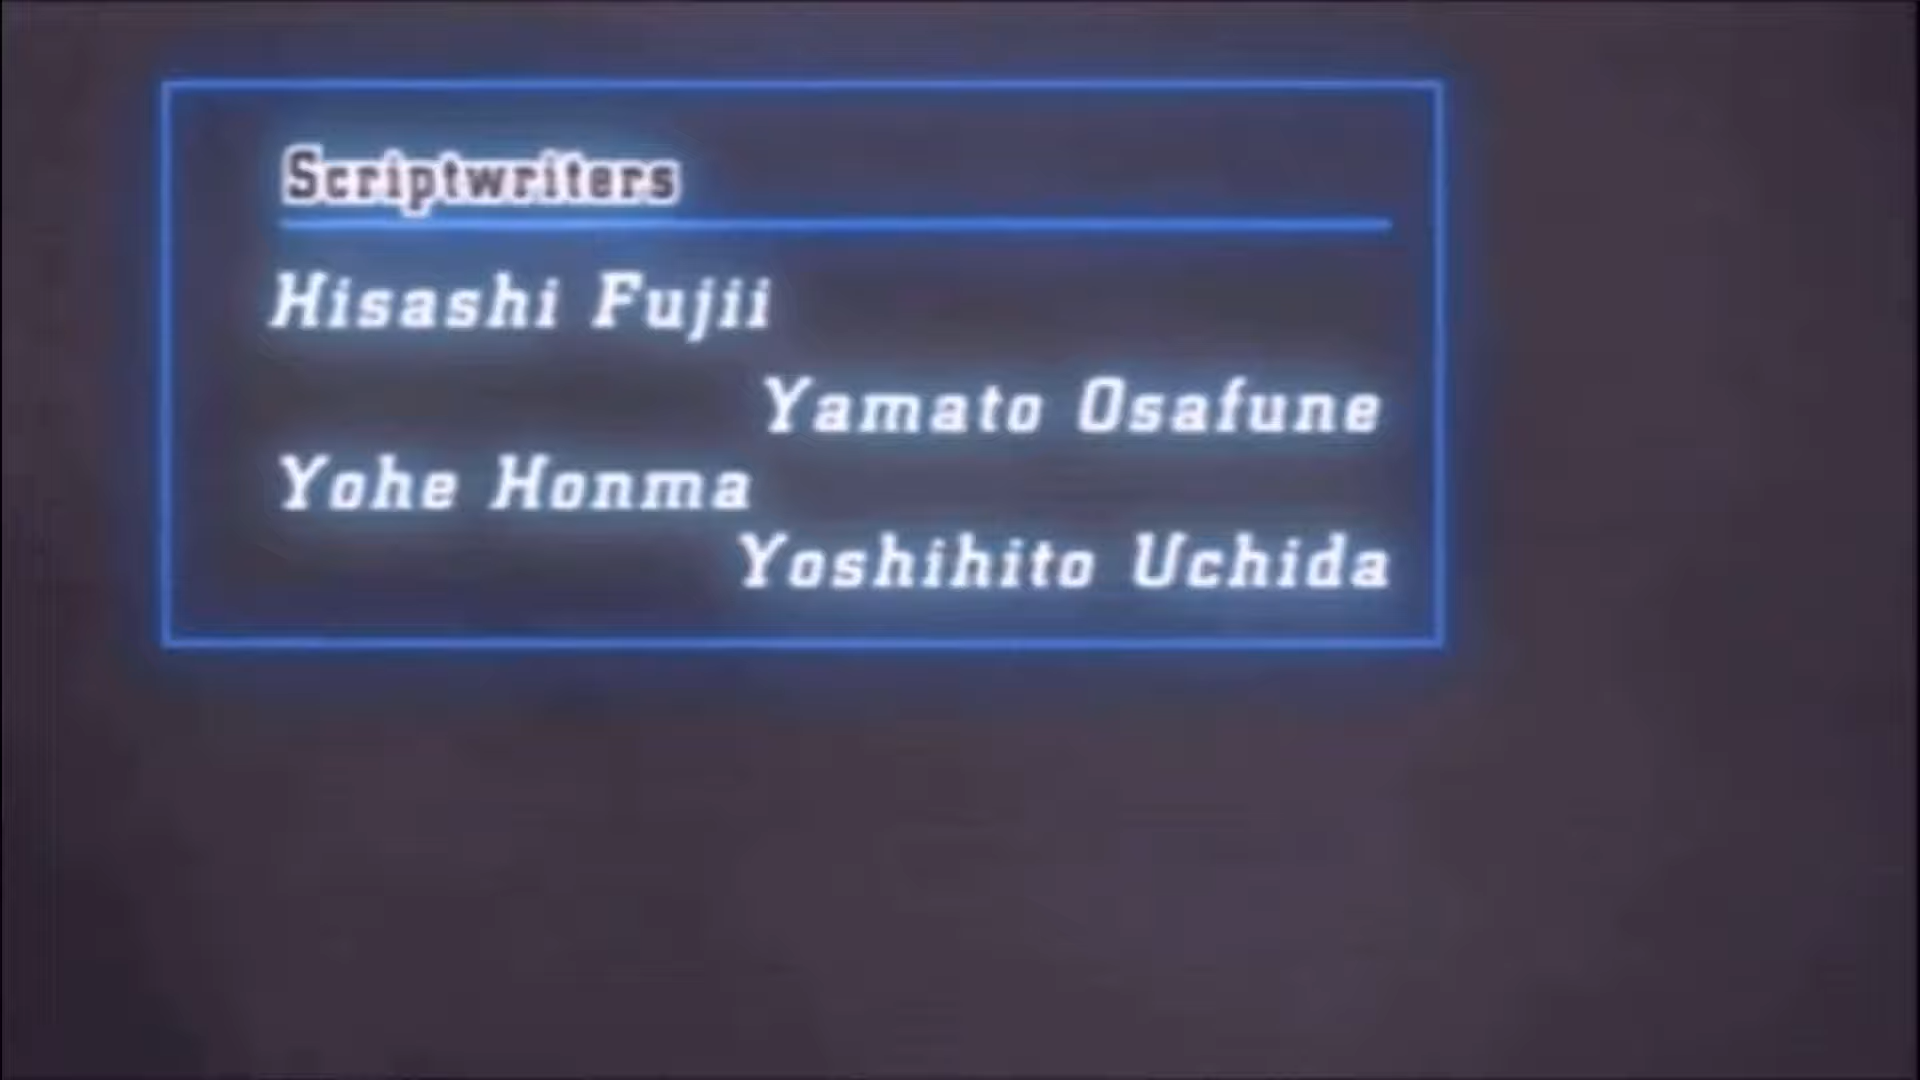 Scriptwriters
Hisashi Fujii
Yamato Osafune
Yohe Honma
Yoshihito Uchida